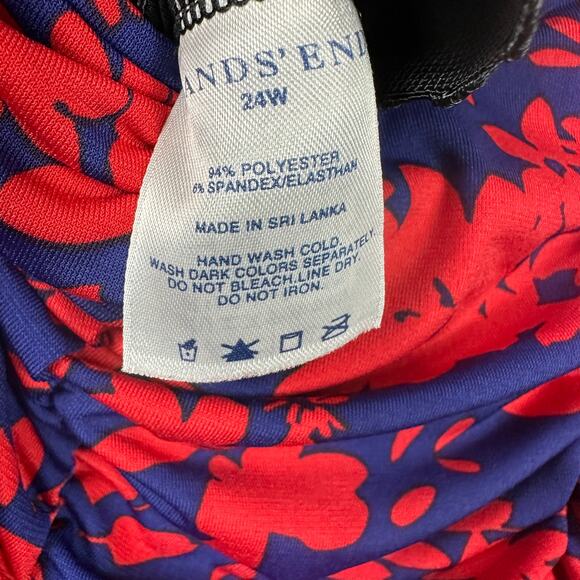 ANDS' END
24W
94% POLYESTER
6% SPANDEX/ELASTHAN
MADE IN SRI LANKA
HAND WASH COLD.
WASH DARK COLORS SEPARATELY.
DO NOT BLEACH.LINE DRY.
DO NOT IRON.